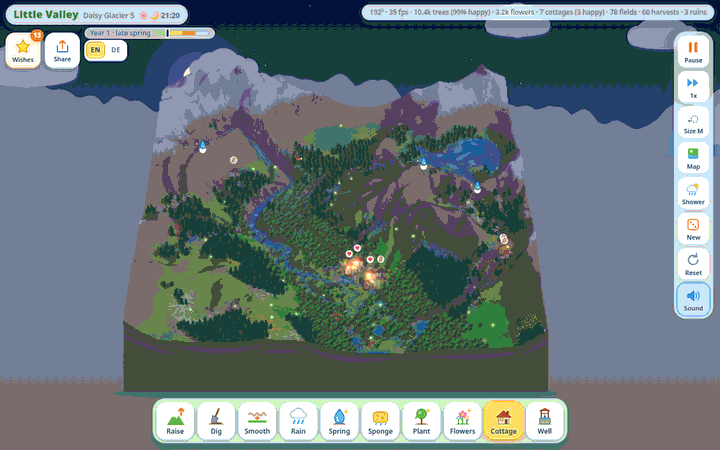 Little Valley Daisy Glacier 5 21:20
192² · 35 fps · 10.4k trees (99% happy) · 3.2k flowers · 7 cottages (3 happy) · 78 fields · 60 harvests · 3 ruins
Year 1 · late spring
13
Wishes
Share
EN DE
Pause
1x
Size M
Map
Shower
New
Reset
Sound
Raise Dig Smooth Rain Spring Sponge Plant Flowers Cottage Well